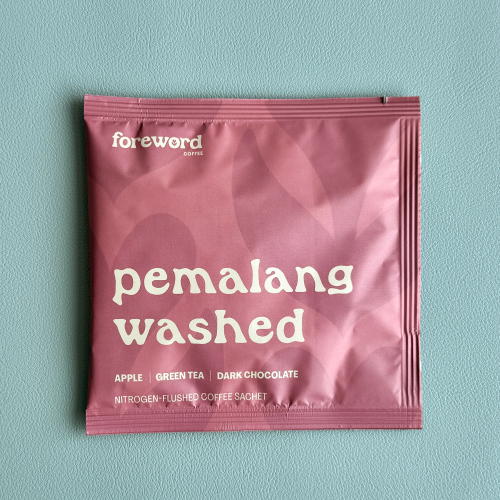 foreword
COFFEE
pemalang
washed
APPLE | GREEN TEA | DARK CHOCOLATE
NITROGEN-FLUSHED COFFEE SACHET